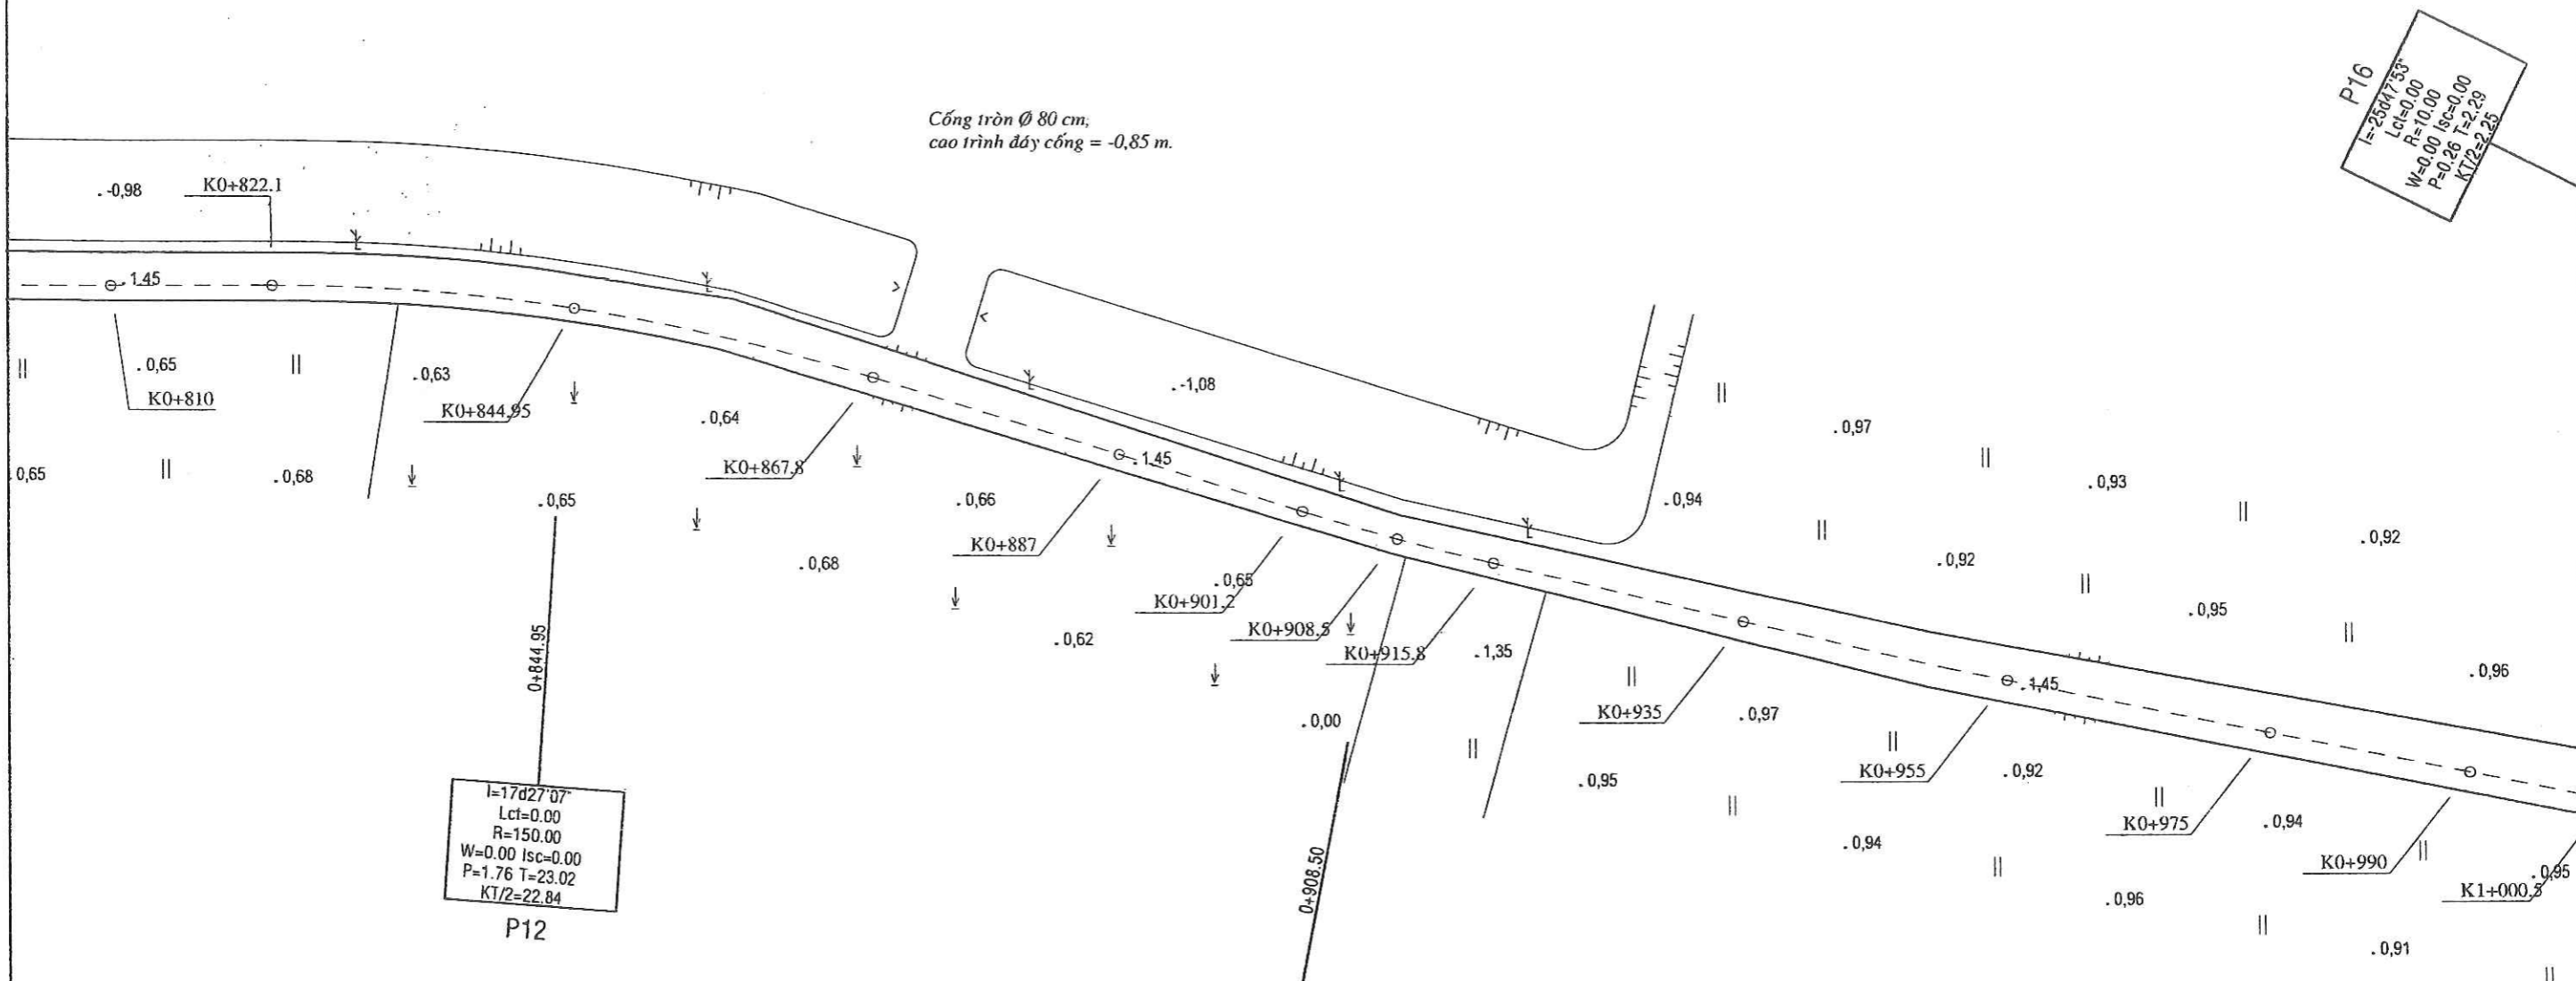 P16
I=-25d47'53"
Lct=0.00
R=10.00
W=0.00 Isc=0.00
P=0.26 T=2.29
KT/2=2.25
Cống tròn Ø 80 cm,
cao trình đáy cống = -0,85 m.
.-0,98
K0+822.1
.1.45
.0,65
K0+810
.0,63
K0+844.95
.-1,08
.0,64
.0,97
0,65
.0,68
K0+867.8
.1.45
.0,93
.0,65
.0,66
.0,94
.0,92
K0+887
.0,68
.0,92
.0,65
K0+901.2
.0,95
K0+908.5
.0,62
K0+915.8
.1,35
0+844.95
.0,96
.1,45
K0+935
.0,97
.0,00
K0+955
.0,92
.0,95
K0+975
.0,94
.0,94
K0+990
.0,95
K1+000.5
.0,96
.0,91
0+908.50
I=17d27'07"
Lct=0.00
R=150.00
W=0.00 Isc=0.00
P=1.76 T=23.02
KT/2=22.84
P12